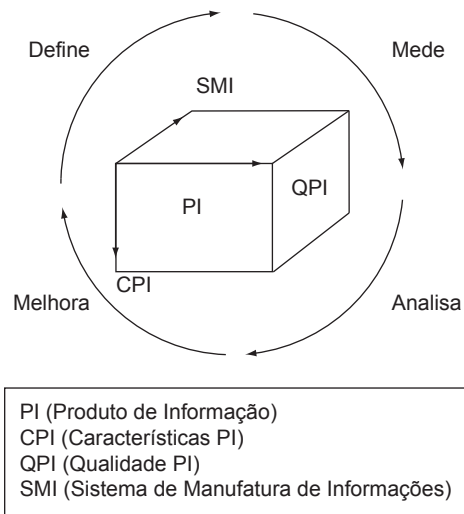 Define
Mede
SMI
PI
QPI
CPI
Melhora
Analisa
PI (Produto de Informação)
CPI (Características PI)
QPI (Qualidade PI)
SMI (Sistema de Manufatura de Informações)